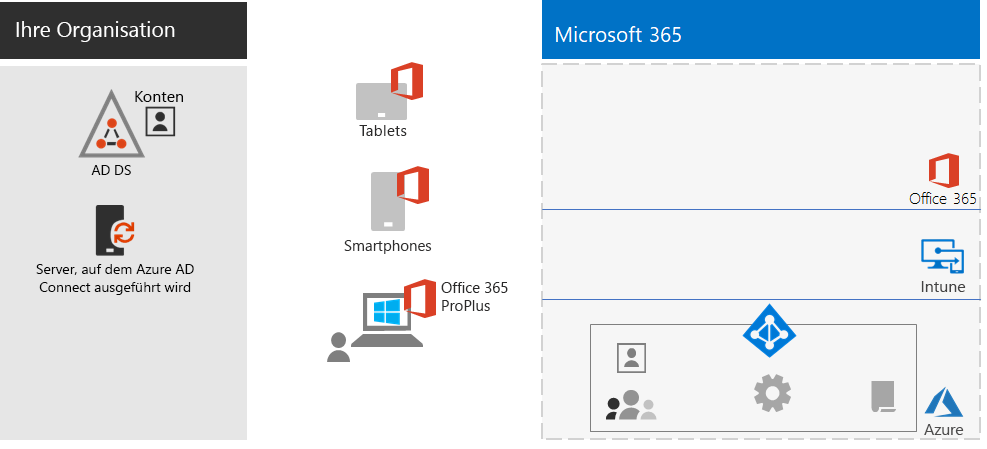 Ihre Organisation
Konten
AD DS
Server, auf dem Azure AD
Connect ausgeführt wird
Tablets
Smartphones
Office 365
ProPlus
Microsoft 365
Office 365
Intune
Azure